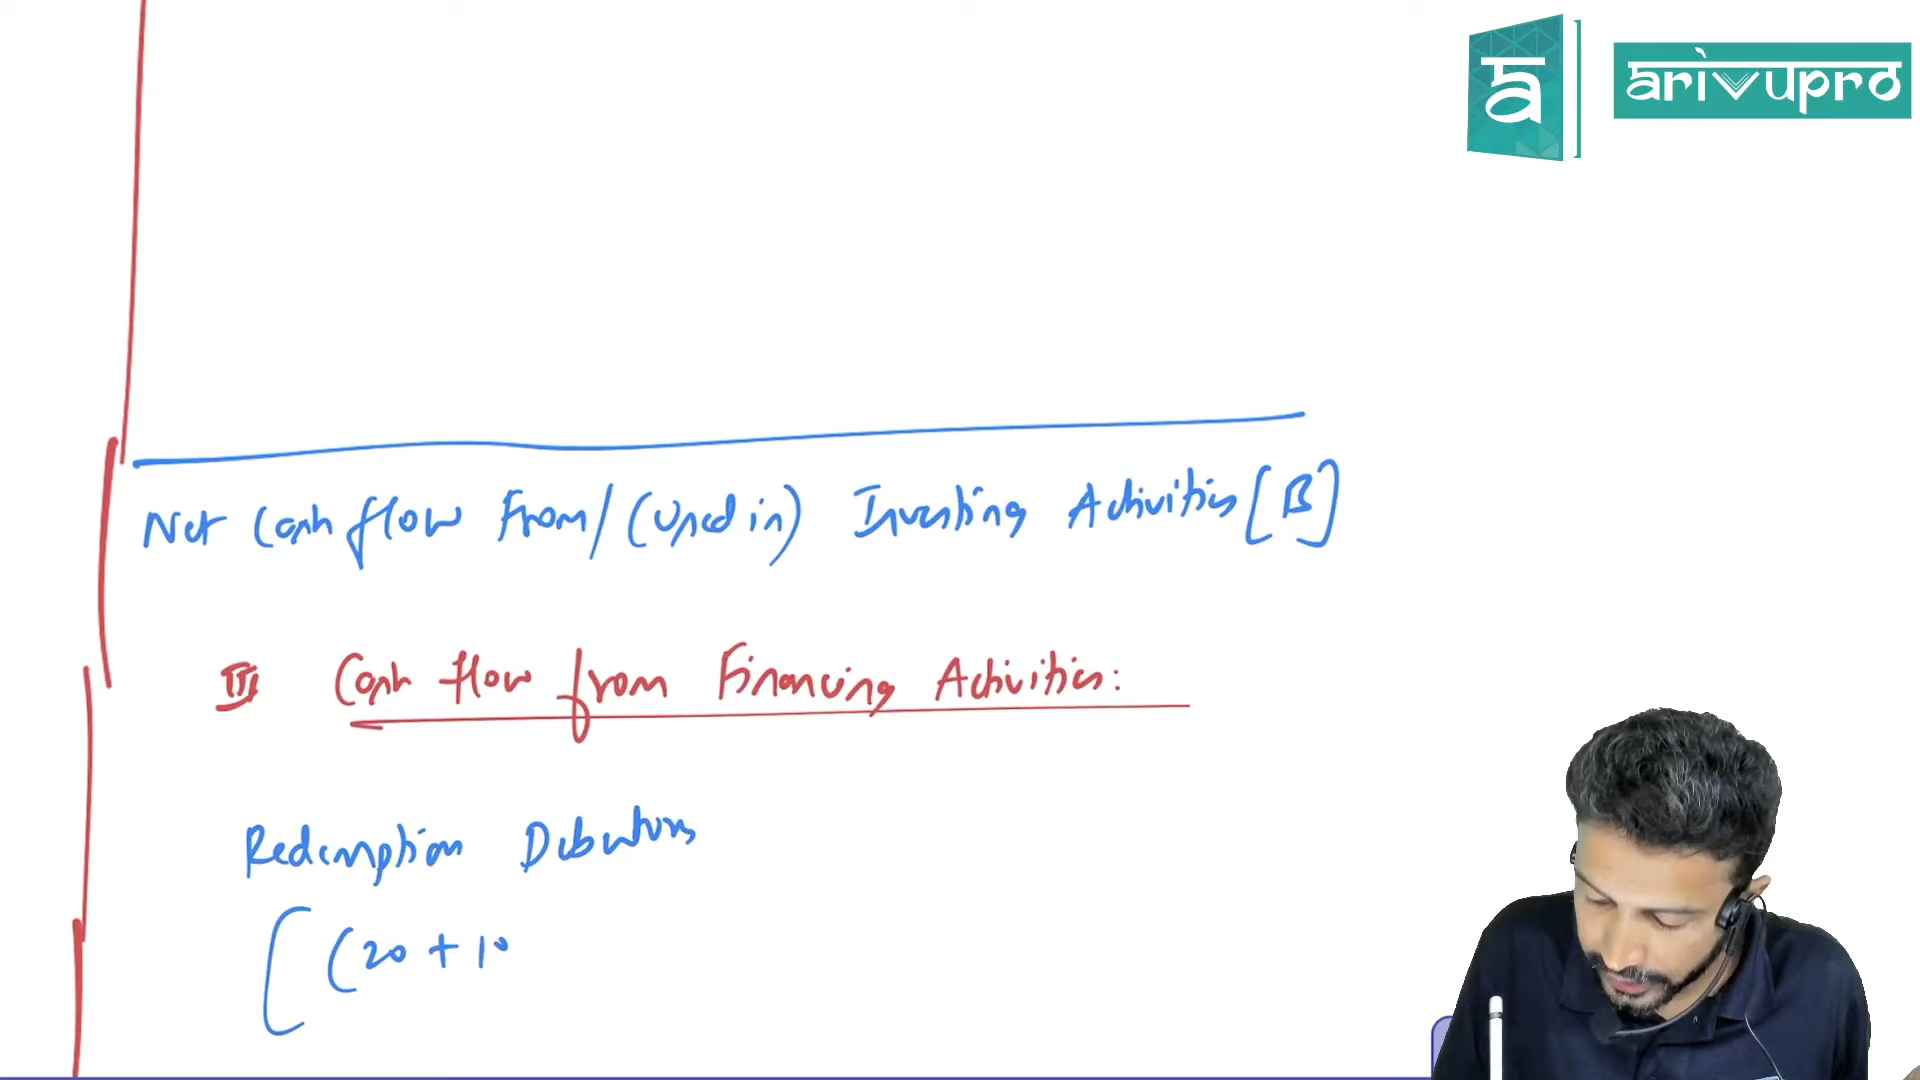 a arivupro
Net Cash flow From/(Used in) Investing Activities [B]
III Cash flow from Financing Activities:
Redemption Debentures
[ (20 + 10